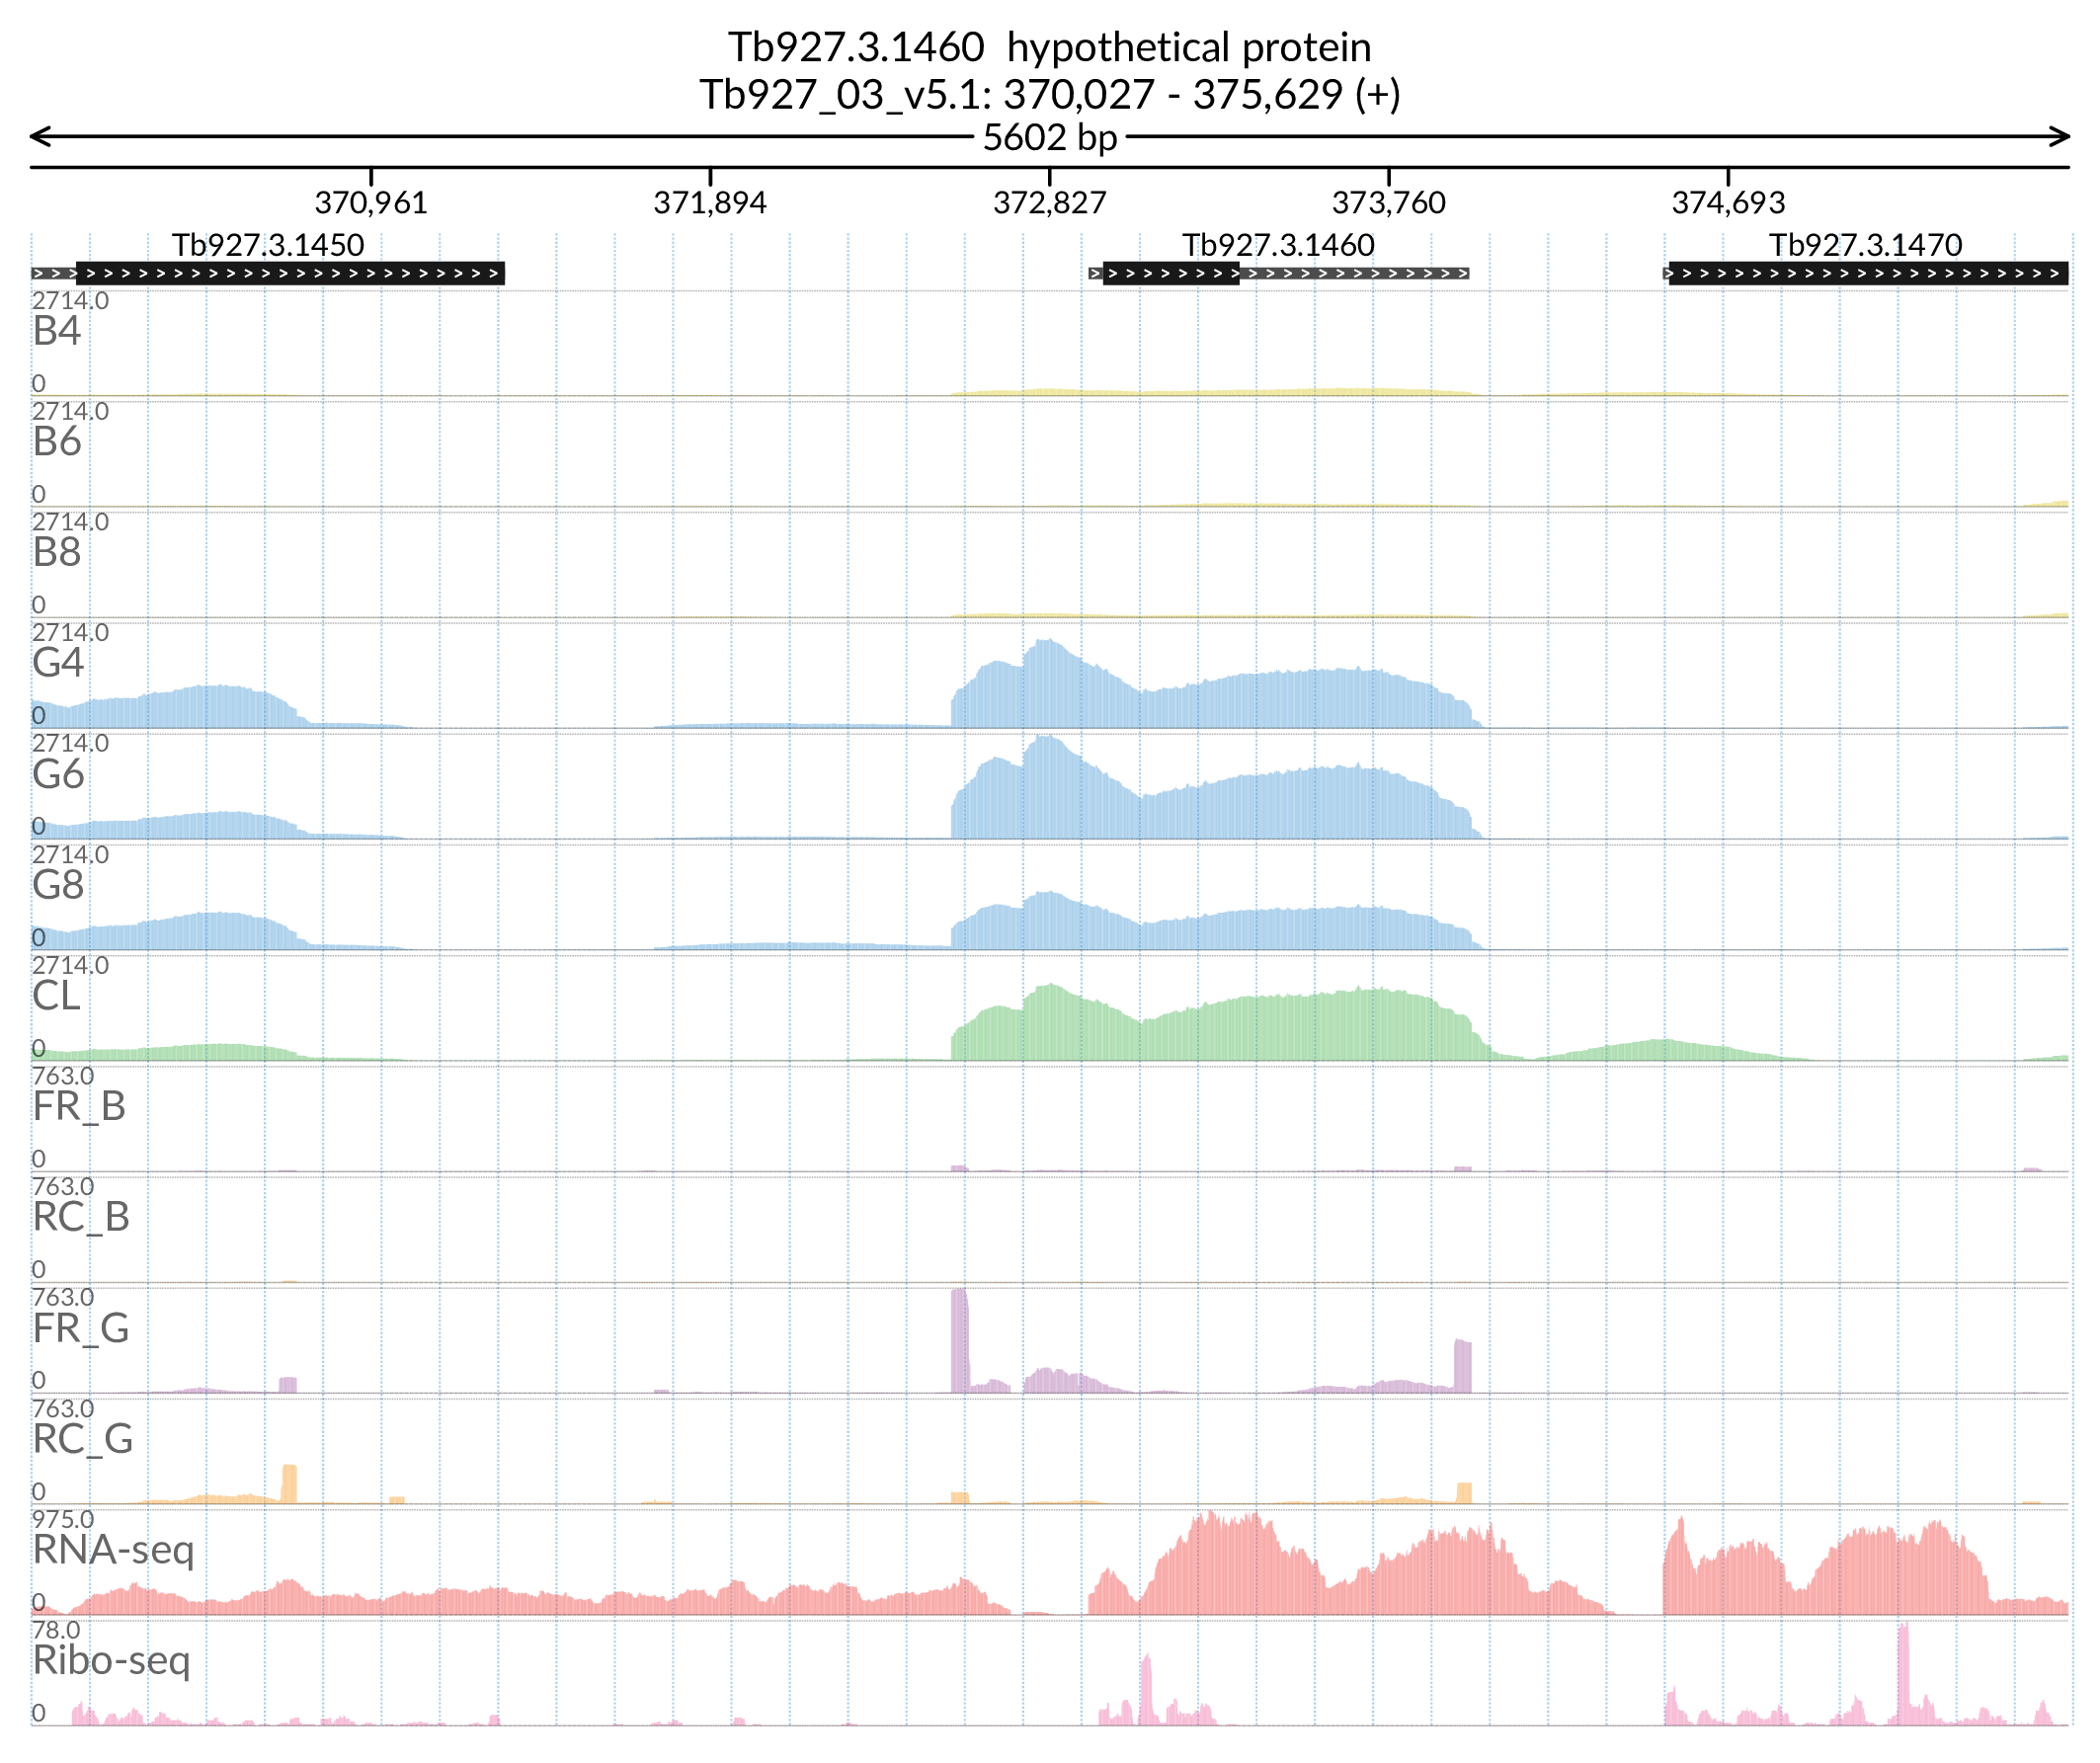 Tb927.3.1460 hypothetical protein
Tb927_03_v5.1: 370,027 - 375,629 (+)
5602 bp
370,961 371,894 372,827 373,760 374,693
Tb927.3.1450 Tb927.3.1460 Tb927.3.1470
2714.0
B4
0
2714.0
B6
0
2714.0
B8
0
2714.0
G4
0
2714.0
G6
0
2714.0
G8
0
2714.0
CL
0
763.0
FR_B
0
763.0
RC_B
0
763.0
FR_G
0
763.0
RC_G
0
975.0
RNA-seq
0
78.0
Ribo-seq
0